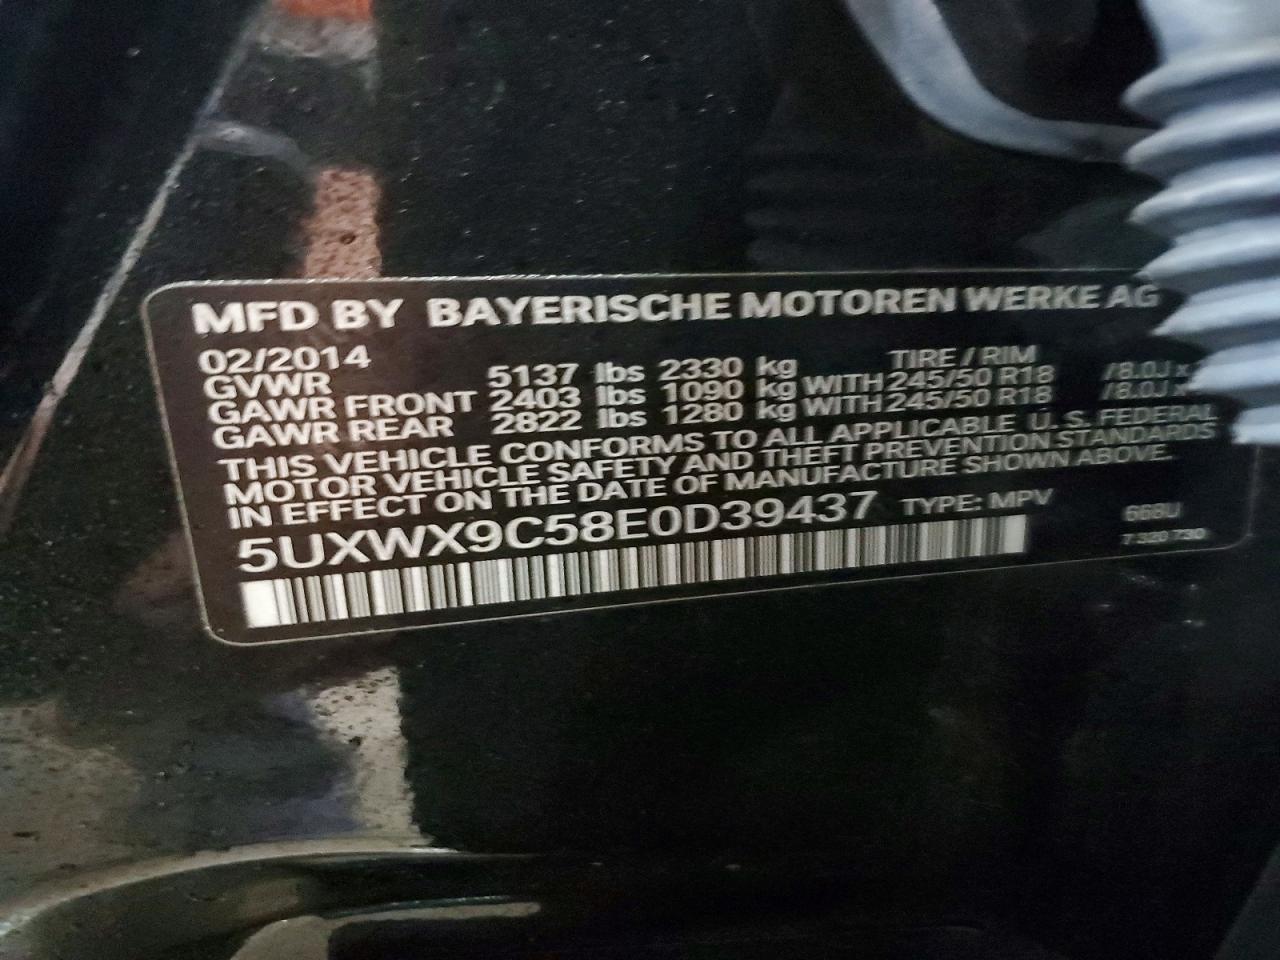 MFD BY BAYERISCHE MOTOREN WERKE AG
02/2014 TIRE / RIM
GVWR 5137 lbs 2330 kg
GAWR FRONT 2403 lbs 1090 kg WITH 245/50 R18 /8.0J x
GAWR REAR 2822 lbs 1280 kg WITH 245/50 R18 /8.0J x
THIS VEHICLE CONFORMS TO ALL APPLICABLE U.S. FEDERAL
MOTOR VEHICLE SAFETY AND THEFT PREVENTION STANDARDS
IN EFFECT ON THE DATE OF MANUFACTURE SHOWN ABOVE.
5UXWX9C58E0D39437 TYPE: MPV
668U
7 320 730